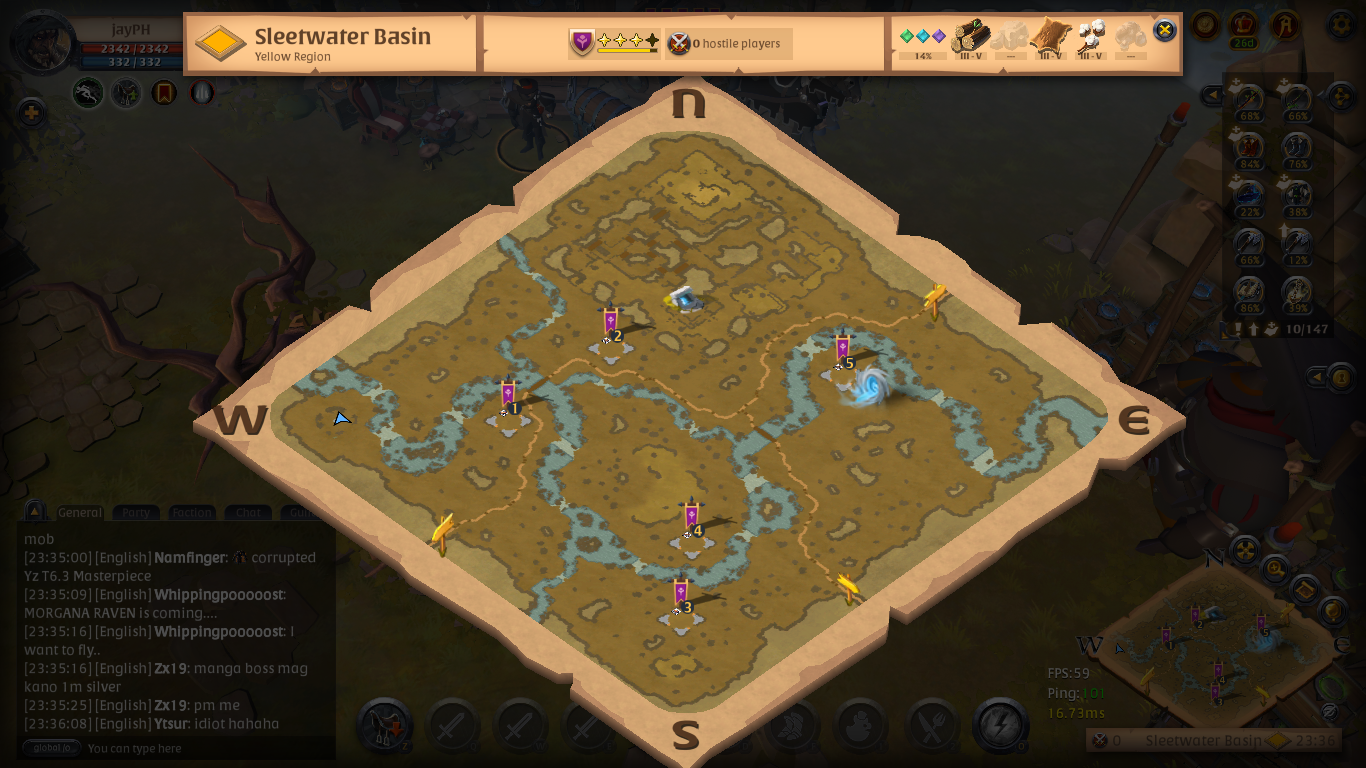 jayPH
2342 / 2342
332 / 332
Sleetwater Basin
Yellow Region
0 hostile players
14%
III-V
---
III-V
III-V
---
26d
N
W
E
S
2
5
1
4
3
68%
66%
84%
76%
22%
38%
66%
12%
86%
39%
10/147
General
Party
Faction
Chat
mob
[23:35:00] [English] Namfinger: corrupted
Yz T6.3 Masterpiece
[23:35:09] [English] Whippingpooooost:
MORGANA RAVEN is coming....
[23:35:16] [English] Whippingpooooost: I
want to fly..
[23:35:16] [English] Zx19: manga boss mag
kano 1m silver
[23:35:25] [English] Zx19: pm me
[23:36:08] [English] Ytsur: idiot hahaha
global
You can type here
FPS:59
Ping:101
16.73ms
N
W
E
S
0
Sleetwater Basin
23:36